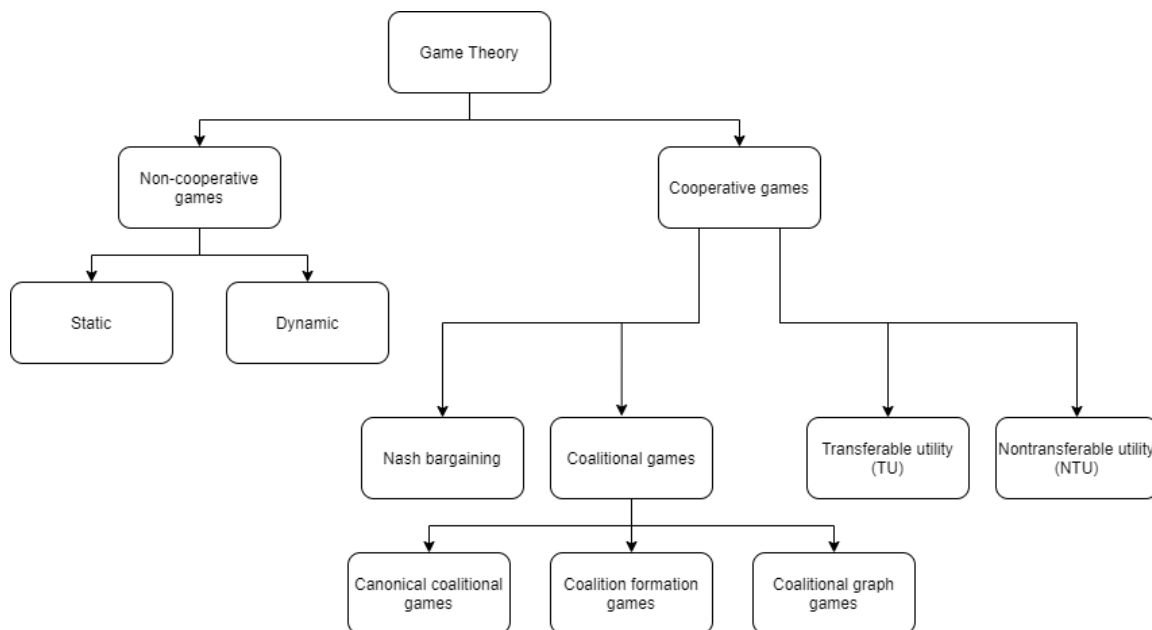 Game Theory
Non-cooperative
games
Cooperative games
Static
Dynamic
Nash bargaining
Coalitional games
Transferable utility
(TU)
Nontransferable utility
(NTU)
Canonical coalitional
games
Coalition formation
games
Coalitional graph
games